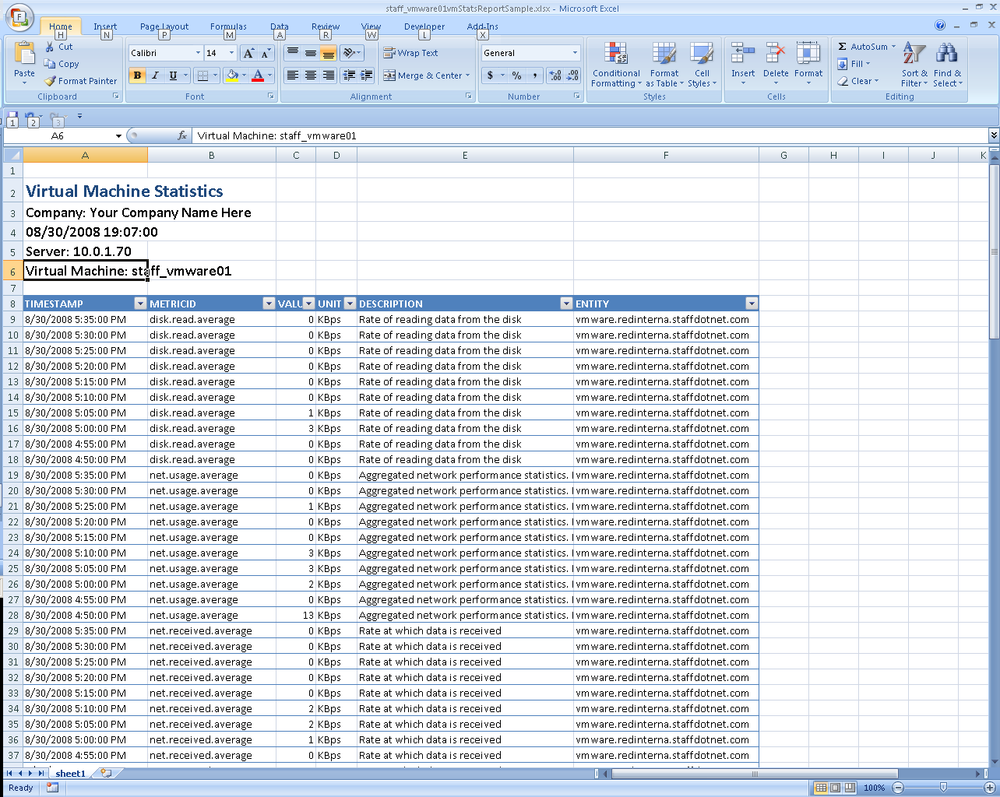 staff_vmware01vmStatsReportSample.xlsx - Microsoft Excel
Home Insert Page Layout Formulas Data Review View Developer Add-Ins
H N P M A R W L X
Cut
Copy
Format Painter
Paste
Clipboard
Calibri 14
B I U
Font
Wrap Text
Merge & Center
Alignment
General
$ % ,
Number
Conditional Formatting
Format as Table
Cell Styles
Styles
Insert Delete Format
Cells
AutoSum
Fill
Clear
Sort & Filter
Find & Select
Editing
1 2 3
A6 fx Virtual Machine: staff_vmware01
A B C D E F G H I J K
1
2 Virtual Machine Statistics
3 Company: Your Company Name Here
4 08/30/2008 19:07:00
5 Server: 10.0.1.70
6 Virtual Machine: staff_vmware01
7
8 TIMESTAMP METRICID VALU UNIT DESCRIPTION ENTITY
9 8/30/2008 5:35:00 PM disk.read.average 0 KBps Rate of reading data from the disk vmware.redinterna.staffdotnet.com
10 8/30/2008 5:30:00 PM disk.read.average 0 KBps Rate of reading data from the disk vmware.redinterna.staffdotnet.com
11 8/30/2008 5:25:00 PM disk.read.average 0 KBps Rate of reading data from the disk vmware.redinterna.staffdotnet.com
12 8/30/2008 5:20:00 PM disk.read.average 0 KBps Rate of reading data from the disk vmware.redinterna.staffdotnet.com
13 8/30/2008 5:15:00 PM disk.read.average 0 KBps Rate of reading data from the disk vmware.redinterna.staffdotnet.com
14 8/30/2008 5:10:00 PM disk.read.average 0 KBps Rate of reading data from the disk vmware.redinterna.staffdotnet.com
15 8/30/2008 5:05:00 PM disk.read.average 1 KBps Rate of reading data from the disk vmware.redinterna.staffdotnet.com
16 8/30/2008 5:00:00 PM disk.read.average 3 KBps Rate of reading data from the disk vmware.redinterna.staffdotnet.com
17 8/30/2008 4:55:00 PM disk.read.average 0 KBps Rate of reading data from the disk vmware.redinterna.staffdotnet.com
18 8/30/2008 4:50:00 PM disk.read.average 0 KBps Rate of reading data from the disk vmware.redinterna.staffdotnet.com
19 8/30/2008 5:35:00 PM net.usage.average 0 KBps Aggregated network performance statistics. vmware.redinterna.staffdotnet.com
20 8/30/2008 5:30:00 PM net.usage.average 0 KBps Aggregated network performance statistics. vmware.redinterna.staffdotnet.com
21 8/30/2008 5:25:00 PM net.usage.average 1 KBps Aggregated network performance statistics. vmware.redinterna.staffdotnet.com
22 8/30/2008 5:20:00 PM net.usage.average 0 KBps Aggregated network performance statistics. vmware.redinterna.staffdotnet.com
23 8/30/2008 5:15:00 PM net.usage.average 0 KBps Aggregated network performance statistics. vmware.redinterna.staffdotnet.com
24 8/30/2008 5:10:00 PM net.usage.average 3 KBps Aggregated network performance statistics. vmware.redinterna.staffdotnet.com
25 8/30/2008 5:05:00 PM net.usage.average 3 KBps Aggregated network performance statistics. vmware.redinterna.staffdotnet.com
26 8/30/2008 5:00:00 PM net.usage.average 2 KBps Aggregated network performance statistics. vmware.redinterna.staffdotnet.com
27 8/30/2008 4:55:00 PM net.usage.average 0 KBps Aggregated network performance statistics. vmware.redinterna.staffdotnet.com
28 8/30/2008 4:50:00 PM net.usage.average 13 KBps Aggregated network performance statistics. vmware.redinterna.staffdotnet.com
29 8/30/2008 5:35:00 PM net.received.average 0 KBps Rate at which data is received vmware.redinterna.staffdotnet.com
30 8/30/2008 5:30:00 PM net.received.average 0 KBps Rate at which data is received vmware.redinterna.staffdotnet.com
31 8/30/2008 5:25:00 PM net.received.average 0 KBps Rate at which data is received vmware.redinterna.staffdotnet.com
32 8/30/2008 5:20:00 PM net.received.average 0 KBps Rate at which data is received vmware.redinterna.staffdotnet.com
33 8/30/2008 5:15:00 PM net.received.average 0 KBps Rate at which data is received vmware.redinterna.staffdotnet.com
34 8/30/2008 5:10:00 PM net.received.average 2 KBps Rate at which data is received vmware.redinterna.staffdotnet.com
35 8/30/2008 5:05:00 PM net.received.average 2 KBps Rate at which data is received vmware.redinterna.staffdotnet.com
36 8/30/2008 5:00:00 PM net.received.average 1 KBps Rate at which data is received vmware.redinterna.staffdotnet.com
37 8/30/2008 4:55:00 PM net.received.average 0 KBps Rate at which data is received vmware.redinterna.staffdotnet.com
sheet1
Ready 100%